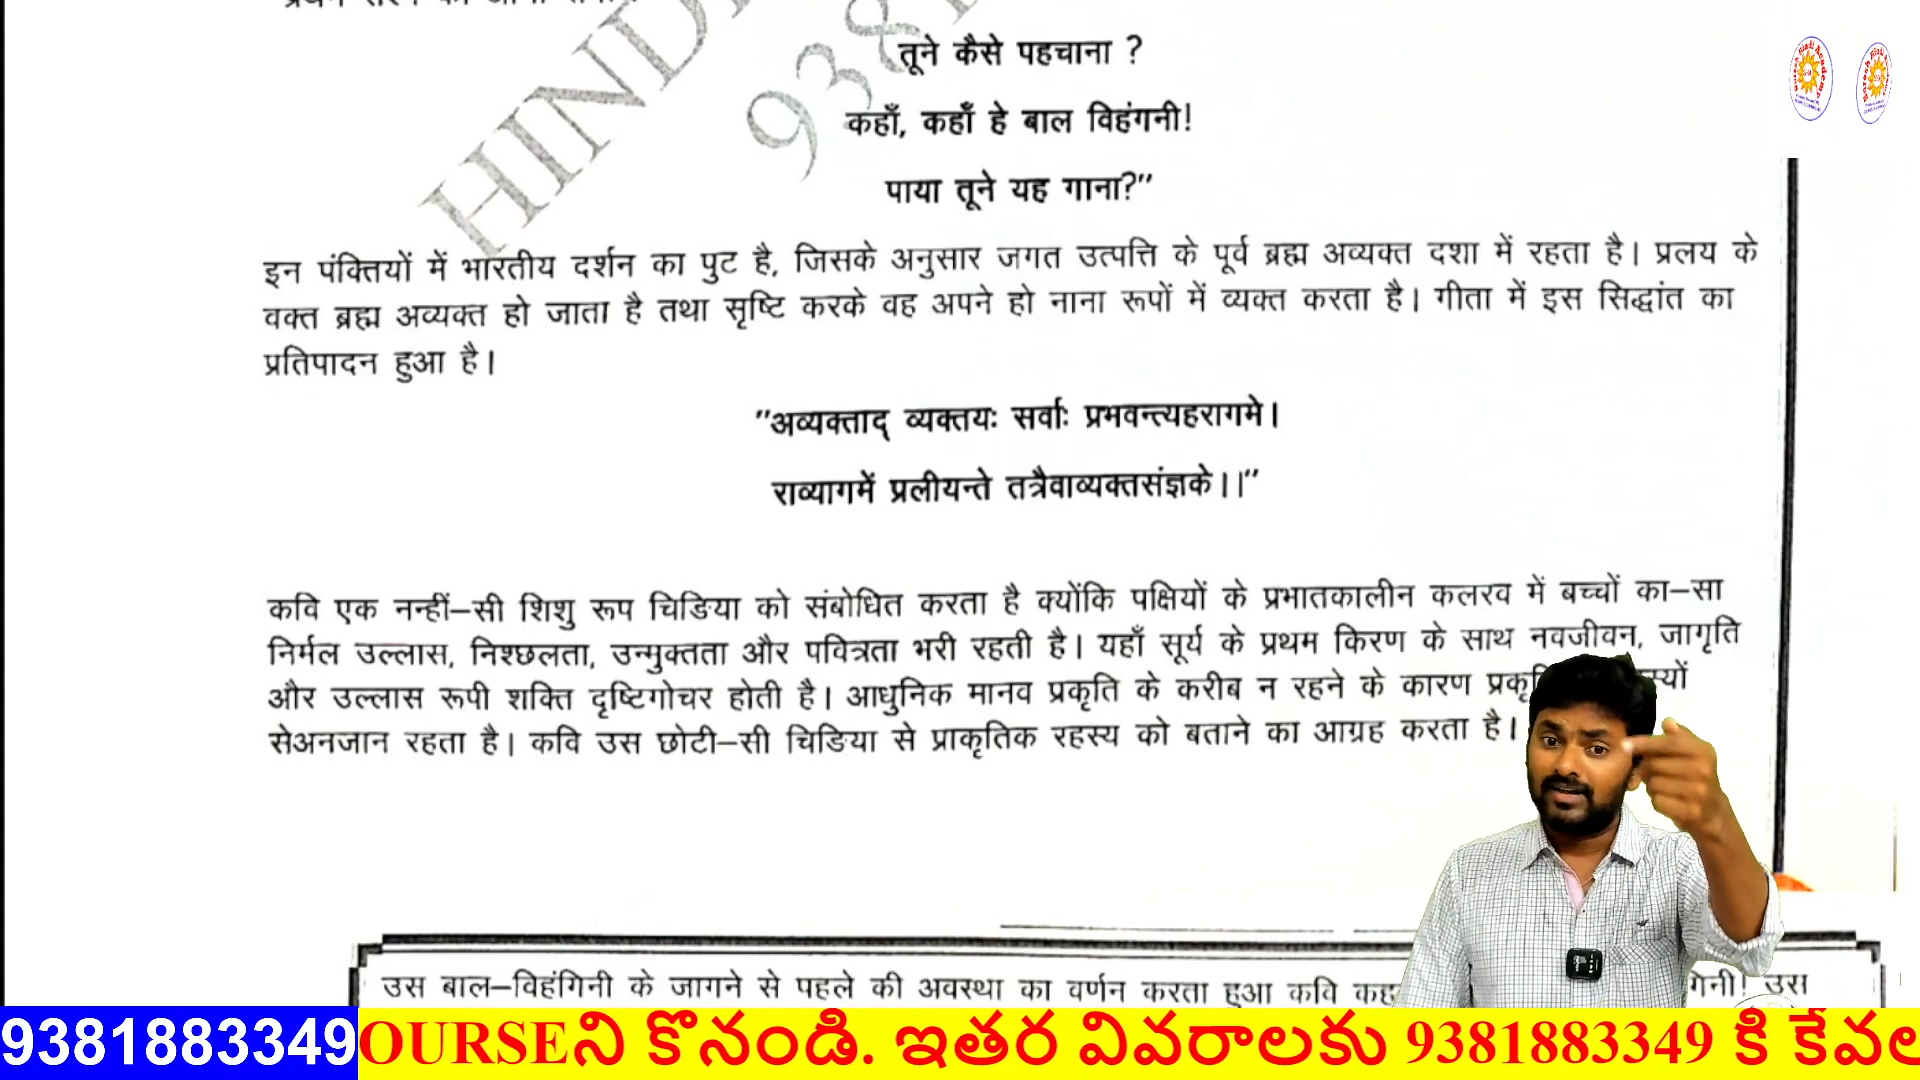 तूने कैसे पहचाना ?
कहाँ, कहाँ हे बाल विहंगनी!
पाया तूने यह गाना?”
इन पंक्तियों में भारतीय दर्शन का पुट है, जिसके अनुसार जगत उत्पत्ति के पूर्व ब्रह्म अव्यक्त दशा में रहता है। प्रलय के
वक्त ब्रह्म अव्यक्त हो जाता है तथा सृष्टि करके वह अपने हो नाना रूपों में व्यक्त करता है। गीता में इस सिद्धांत का
प्रतिपादन हुआ है।
”अव्यक्ताद् व्यक्तयः सर्वाः प्रभवन्त्यहरागमे।
राव्यागमें प्रलीयन्ते तत्रैवाव्यक्तसंज्ञके।।”
कवि एक नन्हीं–सी शिशु रूप चिडिया को संबोधित करता है क्योंकि पक्षियों के प्रभातकालीन कलरव में बच्चों का–सा
निर्मल उल्लास, निश्छलता, उन्मुक्तता और पवित्रता भरी रहती है। यहाँ सूर्य के प्रथम किरण के साथ नवजीवन, जागृति
और उल्लास रूपी शक्ति दृष्टिगोचर होती है। आधुनिक मानव प्रकृति के करीब न रहने के कारण
सेअनजान रहता है। कवि उस छोटी–सी चिडिया से प्राकृतिक रहस्य को बताने का आग्रह करता है।
उस बाल–विहंगिनी के जागने से पहले की अवस्था का वर्णन करता हुआ कवि उस
9381883349 OURSEని కొనండి. ఇతర వివరాలకు 9381883349 కి కేవల